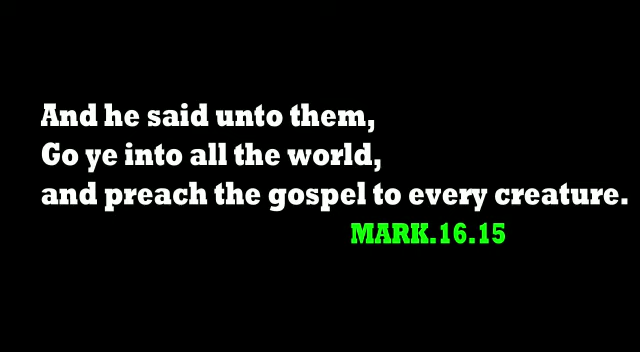 And he said unto them,
Go ye into all the world,
and preach the gospel to every creature.
MARK.16.15